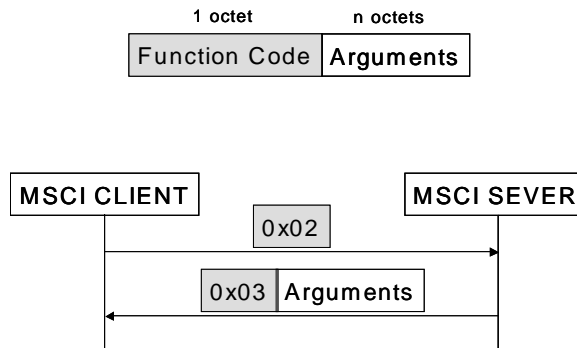 1 octet n octets
Function Code Arguments
MSCI CLIENT MSCI SEVER
0x02
0x03 Arguments